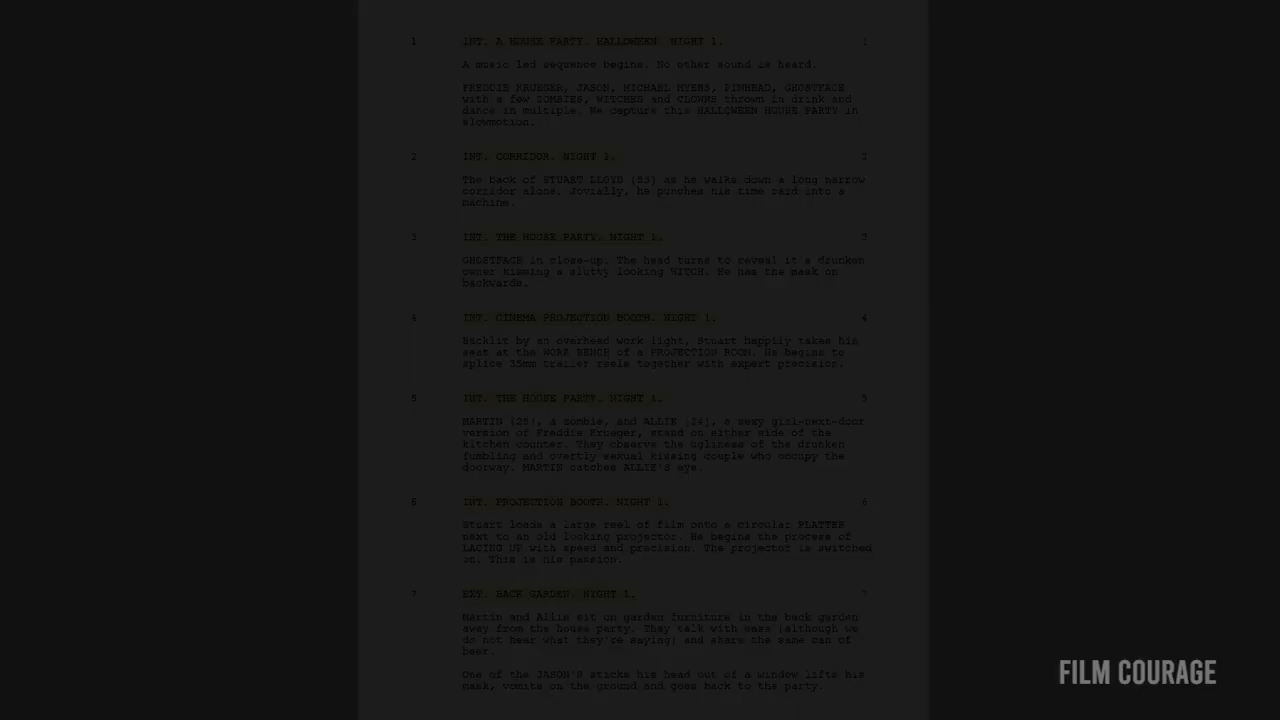 1 INT. A HOUSE PARTY. HALLOWEEN. NIGHT 1. 1
A music led sequence begins. No other sound is heard.
FREDDIE KRUEGER, JASON, MICHAEL MYERS, PINHEAD, GHOSTFACE
with a few ZOMBIES, WITCHES and CLOWNS thrown in drink and
dance in multiple. We capture this HALLOWEEN HOUSE PARTY in
slowmotion.
2 INT. CORRIDOR. NIGHT 1. 2
The back of STUART LLOYD (53) as he walks down a long narrow
corridor alone. Jovially, he punches his time card into a
machine.
3 INT. THE HOUSE PARTY. NIGHT 1. 3
GHOSTFACE in close-up. The head turns to reveal it's drunken
owner kissing a slutty looking WITCH. He has the mask on
backwards.
4 INT. CINEMA PROJECTION BOOTH. NIGHT 1. 4
Backlit by an overhead work light, Stuart happily takes his
seat at the WORK BENCH of a PROJECTION ROOM. He begins to
splice 35mm trailer reels together with expert precision.
5 INT. THE HOUSE PARTY. NIGHT 1. 5
MARTIN (25), a zombie, and ALLIE (24), a sexy girl-next-door
version of Freddie Krueger, stand on either side of the
kitchen counter. They observe the ugliness of the drunken
fumbling and overtly sexual kissing couple who occupy the
doorway. MARTIN catches ALLIE'S eye.
6 INT. PROJECTION BOOTH. NIGHT 1. 6
Stuart loads a large reel of film onto a circular PLATTER
next to an old looking projector. He begins the process of
LACING UP with speed and precision. The projector is switched
on. This is his passion.
7 EXT. BACK GARDEN. NIGHT 1. 7
Martin and Allie sit on garden furniture in the back garden
away from the house party. They talk with ease (although we
do not hear what they're saying) and share the same can of
beer.
One of the JASON'S sticks his head out of a window lifts his
mask, vomits on the ground and goes back to the party.
FILM COURAGE